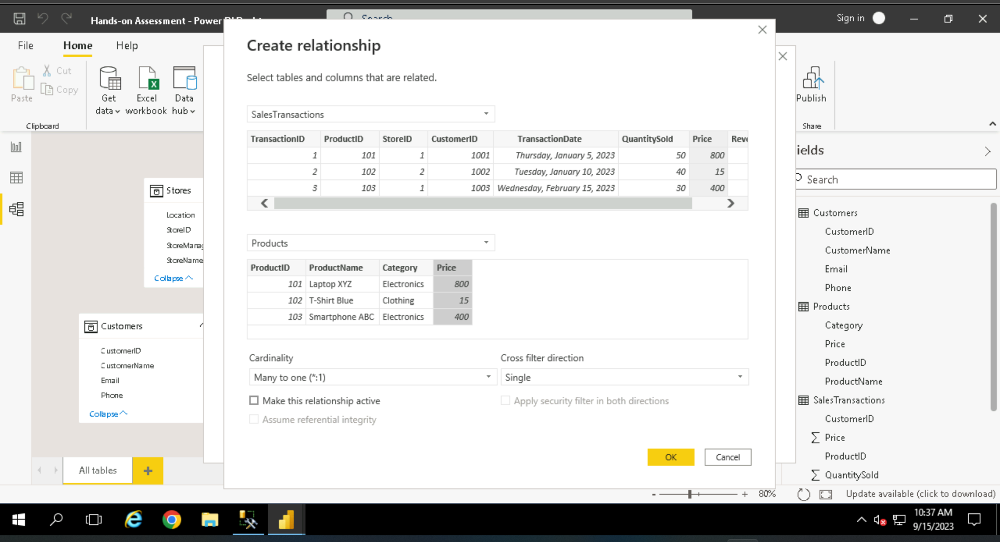 Hands-on Assessment - Power BI Desktop
Search
Sign in
File
Home
Help
Paste
Cut
Copy
Clipboard
Get
data
Excel
workbook
Data
hub
Publish
Share
Create relationship
Select tables and columns that are related.
SalesTransactions
TransactionID ProductID StoreID CustomerID TransactionDate QuantitySold Price
1 101 1 1001 Thursday, January 5, 2023 50 800
2 102 2 1002 Tuesday, January 10, 2023 40 15
3 103 1 1003 Wednesday, February 15, 2023 30 400
Products
ProductID ProductName Category Price
101 Laptop XYZ Electronics 800
102 T-Shirt Blue Clothing 15
103 Smartphone ABC Electronics 400
Cardinality
Many to one (*:1)
Cross filter direction
Single
Make this relationship active
Apply security filter in both directions
Assume referential integrity
OK
Cancel
Stores
Location
StoreID
StoreName
Collapse
Customers
CustomerID
CustomerName
Email
Phone
Collapse
ields
Search
Customers
CustomerID
CustomerName
Email
Phone
Products
Category
Price
ProductID
ProductName
SalesTransactions
CustomerID
∑ Price
ProductID
∑ QuantitySold
All tables
+
- + 80%
Update available (click to download)
10:37 AM
9/15/2023